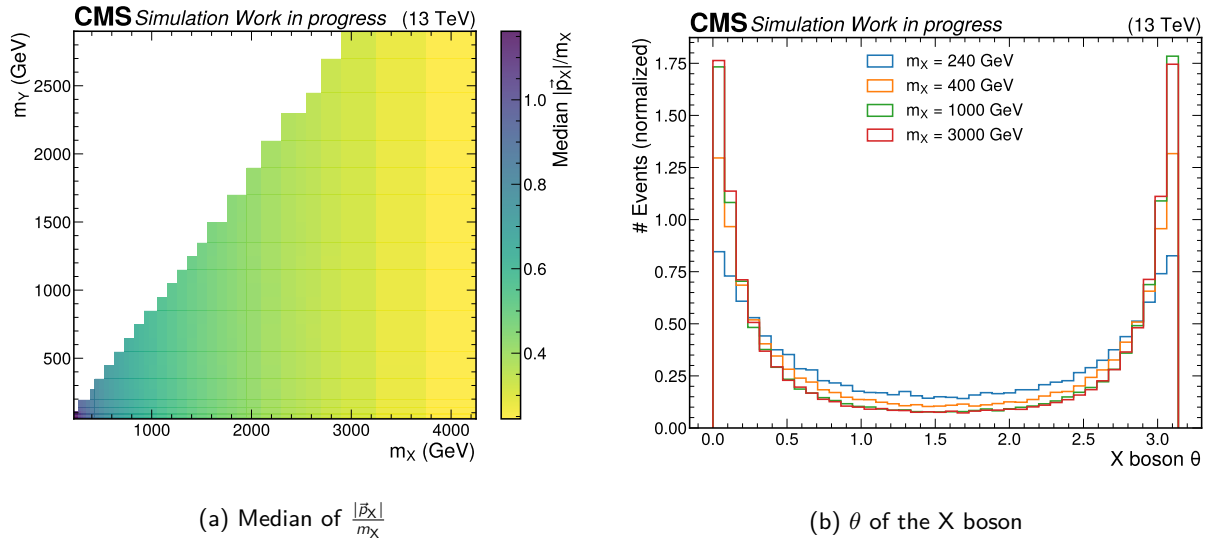 CMS Simulation Work in progress (13 TeV)
m_Y (GeV)
2500
2000
1500
1000
500
1000 2000 3000 4000
m_X (GeV)
1.0
0.8
0.6
0.4
Median |p⃗_X|/m_X
(a) Median of |p⃗_X|/m_X
CMS Simulation Work in progress (13 TeV)
# Events (normalized)
1.75
1.50
1.25
1.00
0.75
0.50
0.25
0.00
m_X = 240 GeV
m_X = 400 GeV
m_X = 1000 GeV
m_X = 3000 GeV
0.0 0.5 1.0 1.5 2.0 2.5 3.0
X boson θ
(b) θ of the X boson